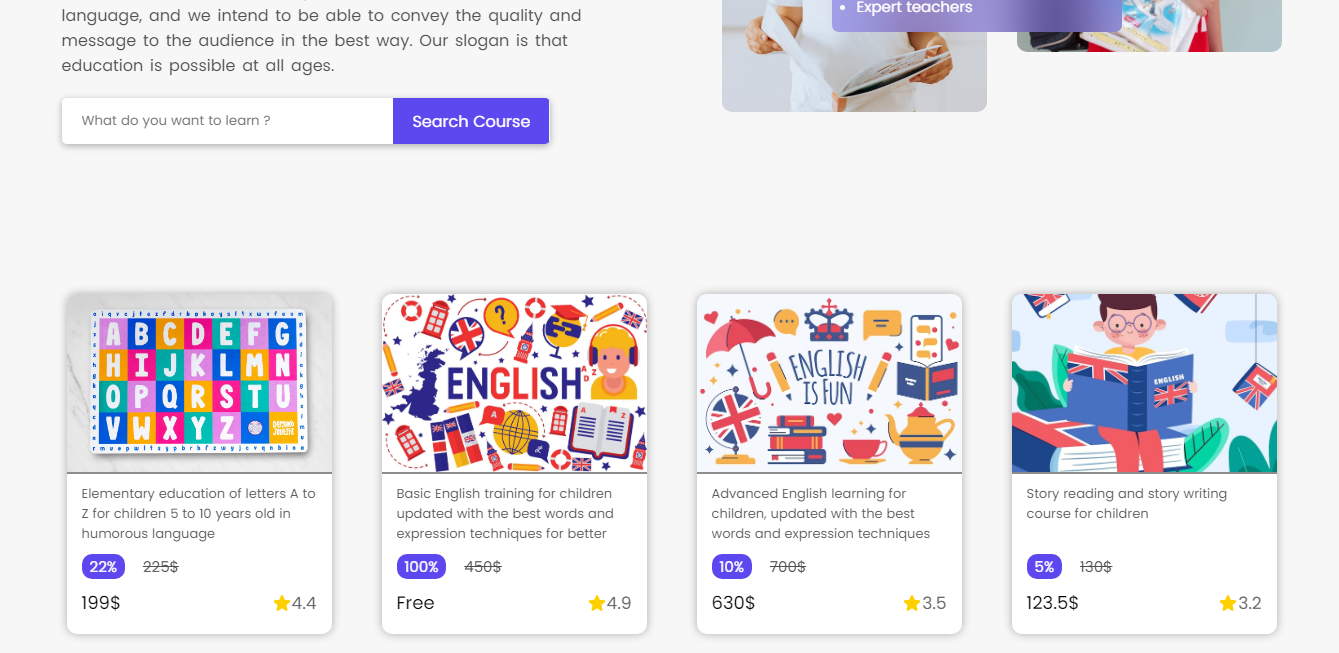 language, and we intend to be able to convey the quality and
message to the audience in the best way. Our slogan is that
education is possible at all ages.
• Expert teachers
What do you want to learn ?
Search Course
A B C D E F G
H I J K L M N
O P Q R S T U
V W X Y Z
ENGLISH
A
D Z
A
A Z
ENGLISH
IS FUN
ENGLISH
Elementary education of letters A to
Z for children 5 to 10 years old in
humorous language
22% 225$
199$ 4.4
Basic English training for children
updated with the best words and
expression techniques for better
100% 450$
Free 4.9
Advanced English learning for
children, updated with the best
words and expression techniques
10% 700$
630$ 3.5
Story reading and story writing
course for children
5% 130$
123.5$ 3.2